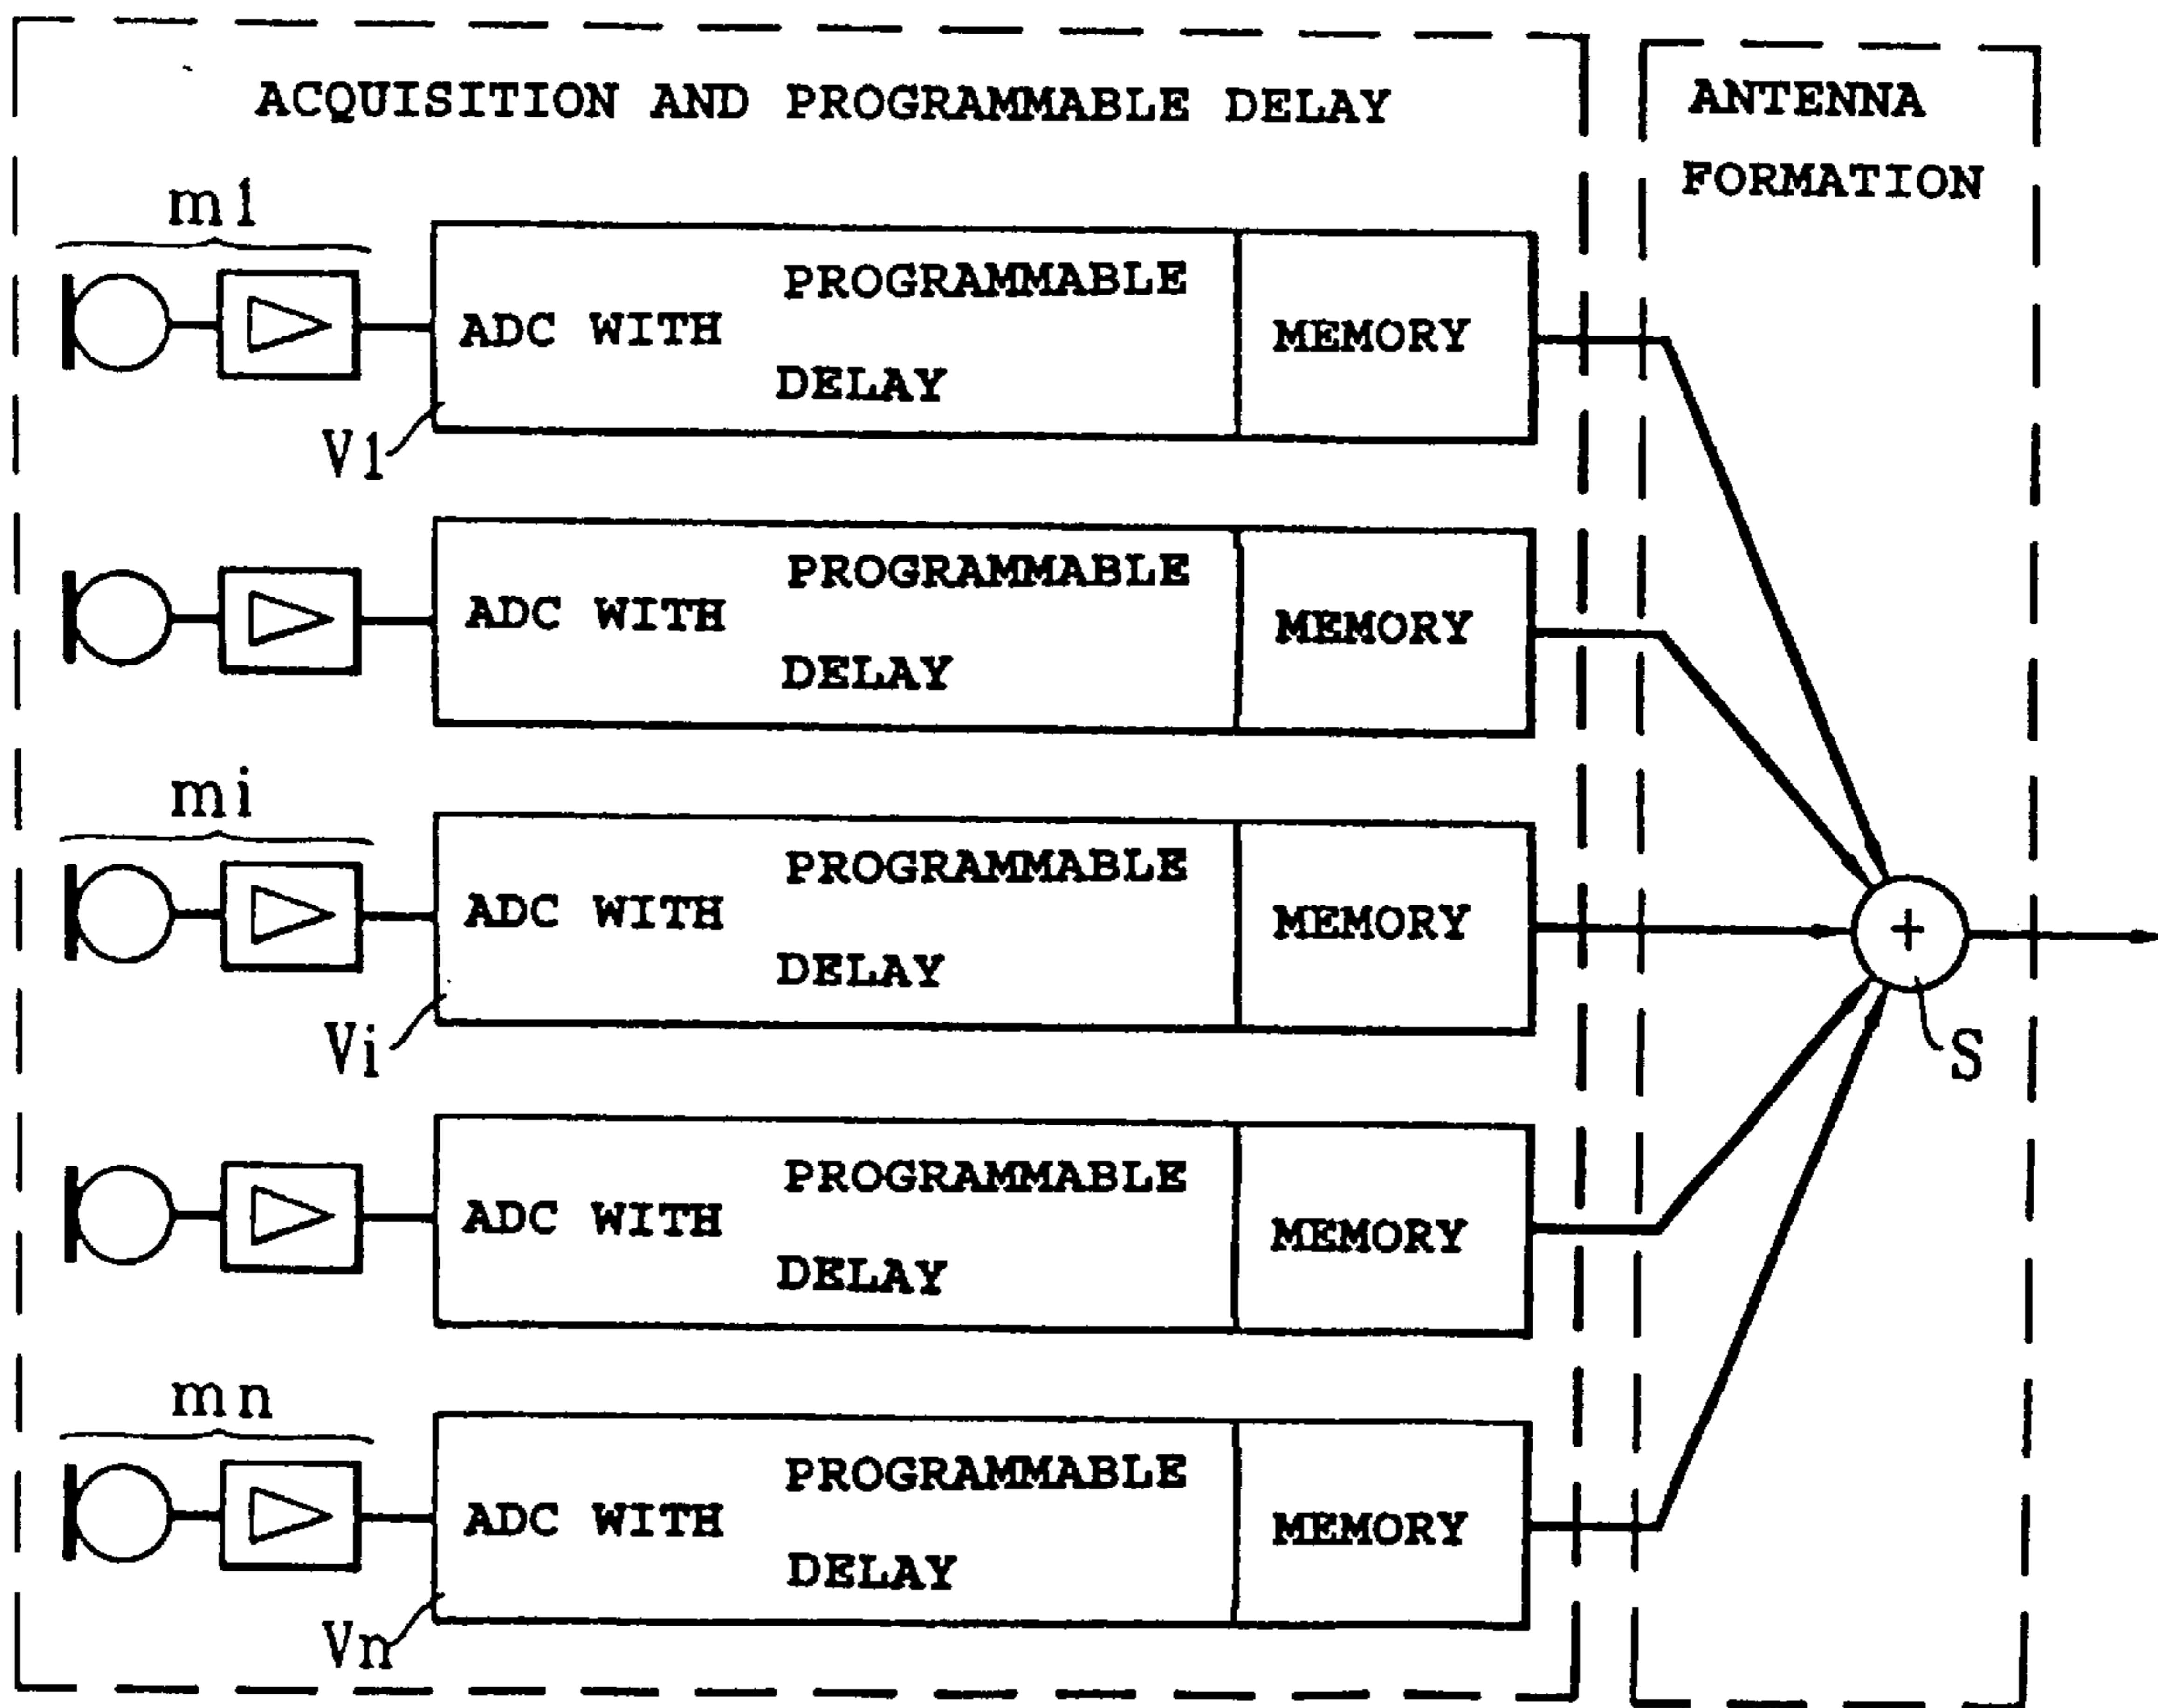 ACQUISITION AND PROGRAMMABLE DELAY
ANTENNA
FORMATION
m1
PROGRAMMABLE
ADC WITH
DELAY
MEMORY
V1
PROGRAMMABLE
ADC WITH
DELAY
MEMORY
mi
PROGRAMMABLE
ADC WITH
DELAY
MEMORY
Vi
+
S
PROGRAMMABLE
ADC WITH
DELAY
MEMORY
mn
PROGRAMMABLE
ADC WITH
DELAY
MEMORY
Vn